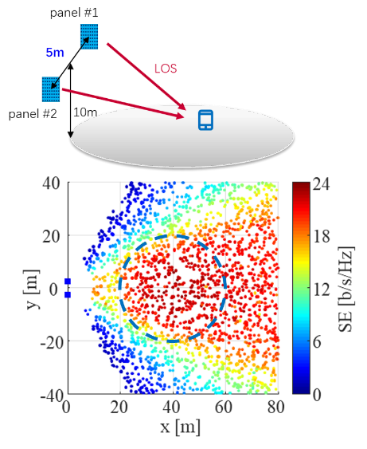 panel #1
5m
LOS
panel #2
10m
40
20
0
-20
-40
0
20
40
60
80
x [m]
y [m]
24
18
12
6
0
SE [b/s/Hz]